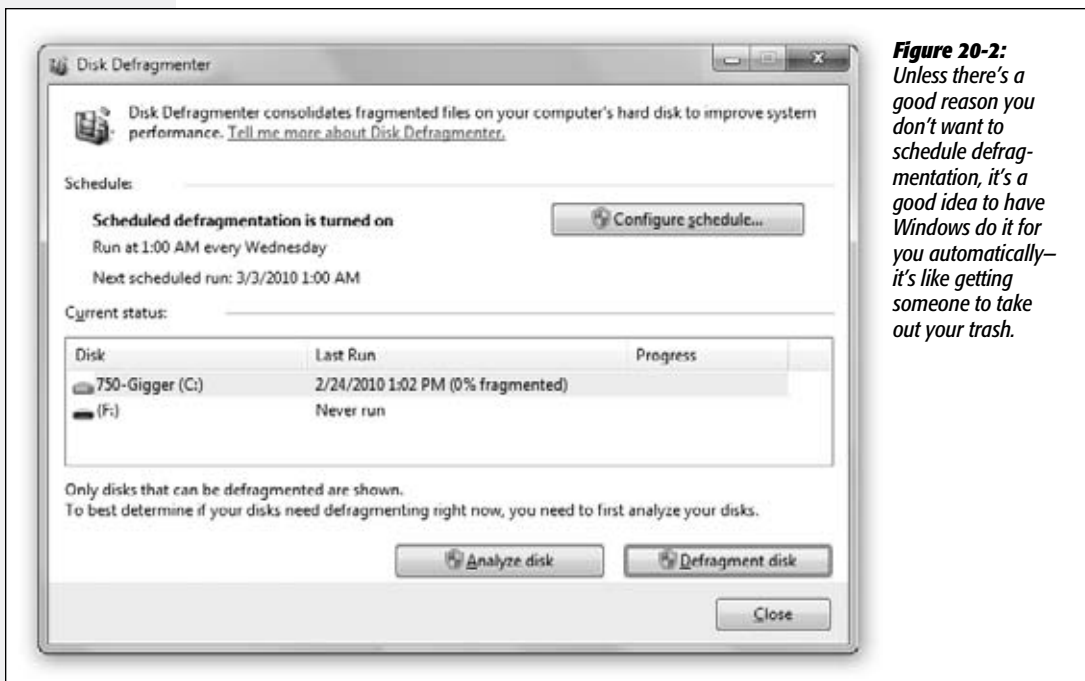 Disk Defragmenter
Disk Defragmenter consolidates fragmented files on your computer's hard disk to improve system
performance. Tell me more about Disk Defragmenter.
Schedule:
Scheduled defragmentation is turned on
Configure schedule...
Run at 1:00 AM every Wednesday
Next scheduled run: 3/3/2010 1:00 AM
Current status:
Disk Last Run Progress
750-Gigger (C:) 2/24/2010 1:02 PM (0% fragmented)
(F:) Never run
Only disks that can be defragmented are shown.
To best determine if your disks need defragmenting right now, you need to first analyze your disks.
Analyze disk
Defragment disk
Close
Figure 20-2:
Unless there's a
good reason you
don't want to
schedule defrag-
mentation, it's a
good idea to have
Windows do it for
you automatically—
it's like getting
someone to take
out your trash.